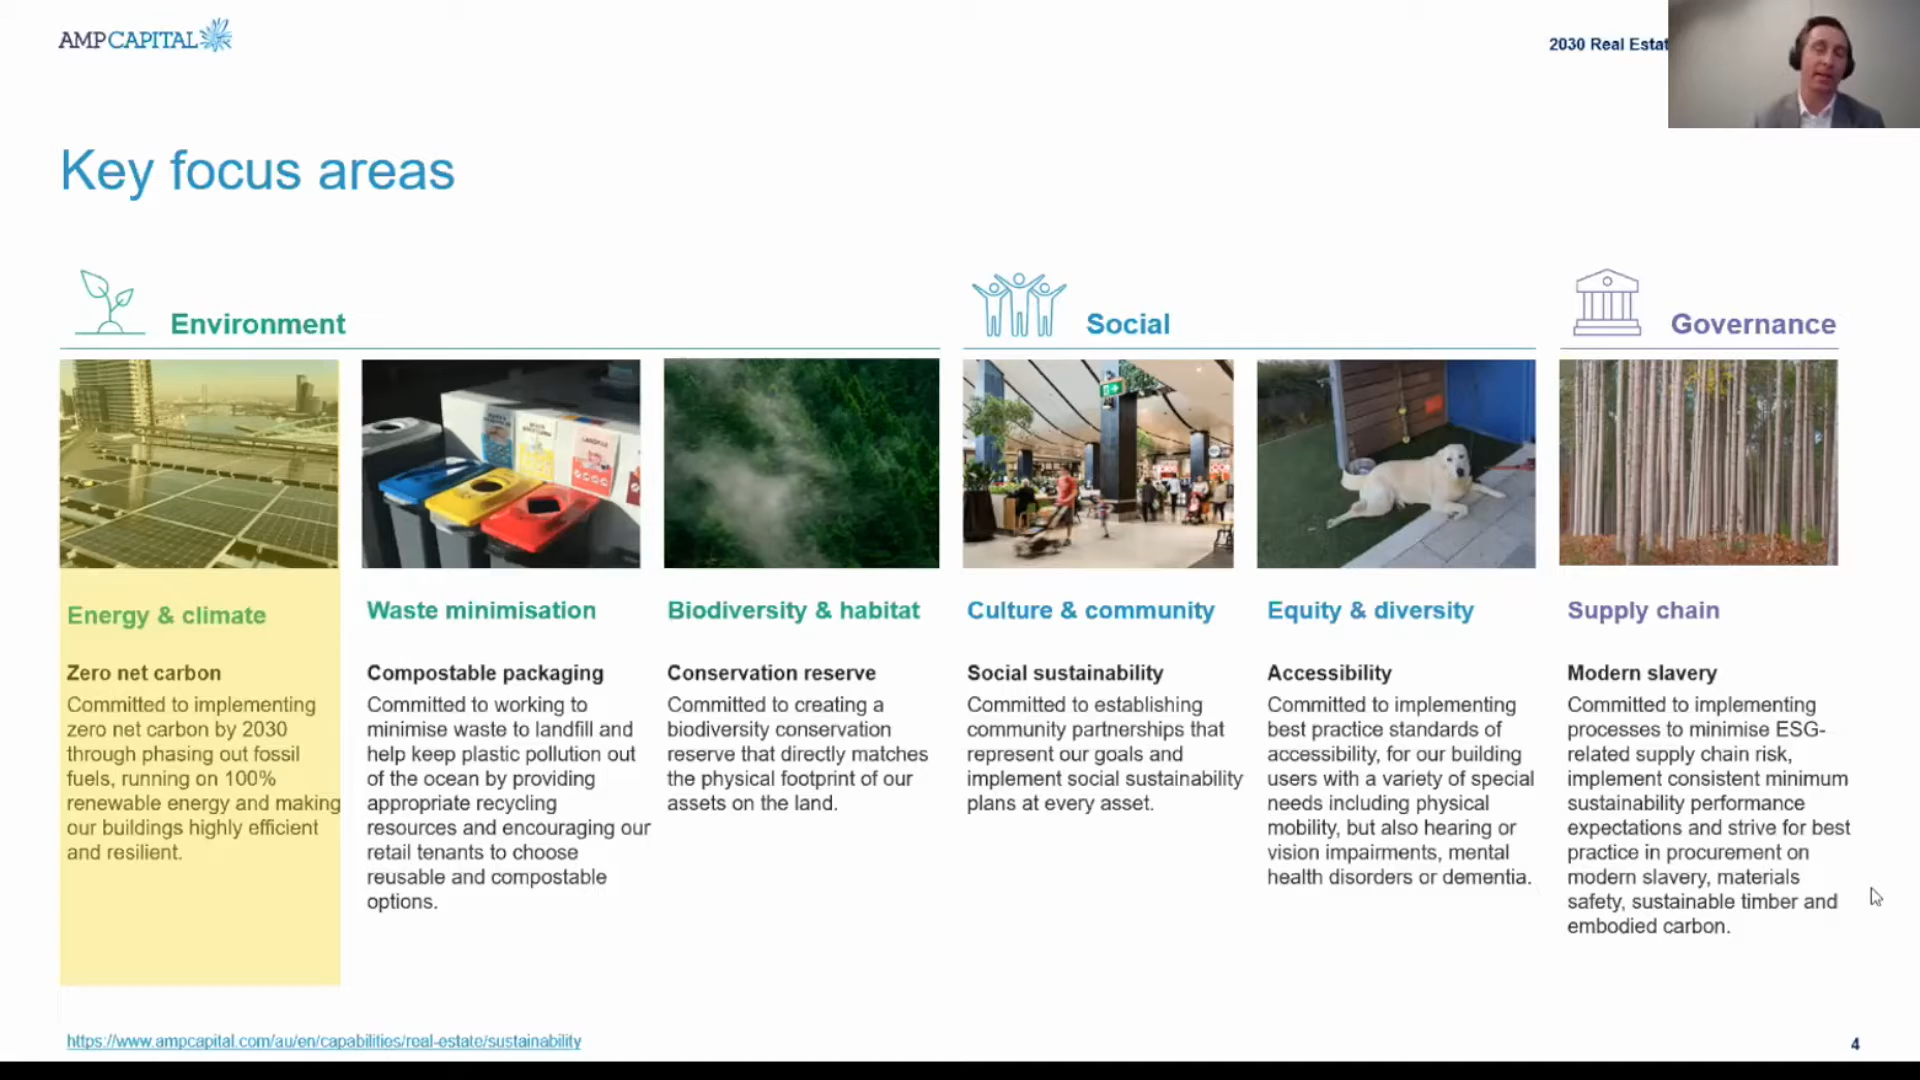 AMP CAPITAL
2030 Real Estat
Key focus areas
Environment
Social
Governance
LANDFILL
Energy & climate
Zero net carbon
Committed to implementing
zero net carbon by 2030
through phasing out fossil
fuels, running on 100%
renewable energy and making
our buildings highly efficient
and resilient.
Waste minimisation
Compostable packaging
Committed to working to
minimise waste to landfill and
help keep plastic pollution out
of the ocean by providing
appropriate recycling
resources and encouraging our
retail tenants to choose
reusable and compostable
options.
Biodiversity & habitat
Conservation reserve
Committed to creating a
biodiversity conservation
reserve that directly matches
the physical footprint of our
assets on the land.
Culture & community
Social sustainability
Committed to establishing
community partnerships that
represent our goals and
implement social sustainability
plans at every asset.
Equity & diversity
Accessibility
Committed to implementing
best practice standards of
accessibility, for our building
users with a variety of special
needs including physical
mobility, but also hearing or
vision impairments, mental
health disorders or dementia.
Supply chain
Modern slavery
Committed to implementing
processes to minimise ESG-
related supply chain risk,
implement consistent minimum
sustainability performance
expectations and strive for best
practice in procurement on
modern slavery, materials
safety, sustainable timber and
embodied carbon.
https://www.ampcapital.com/au/en/capabilities/real-estate/sustainability
4